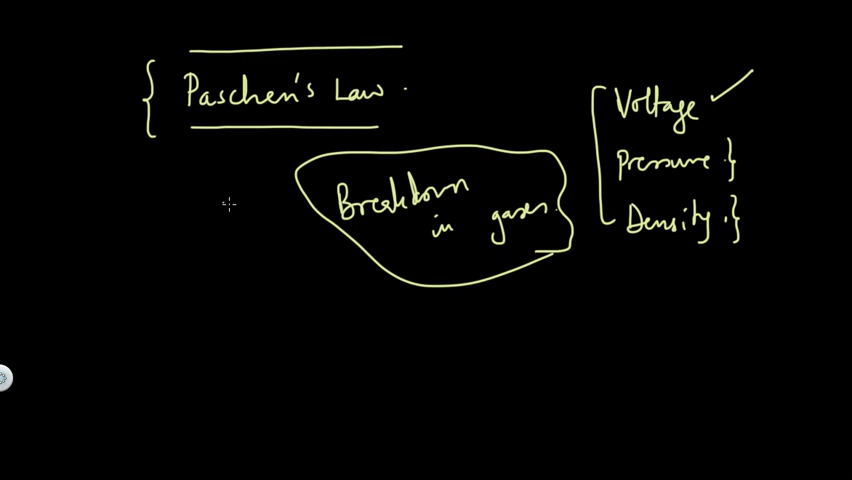 Paschen's Law.
Breakdown
in gases.
Voltage
Pressure.
Density.